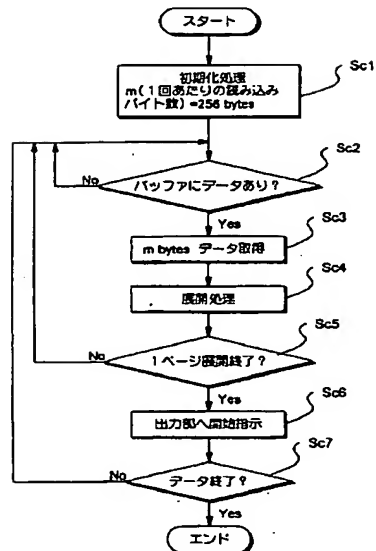 スタート
Sc1
初期化処理
m(1回あたりの読み込み
バイト数)=256 bytes
Sc2
バッファにデータあり?
No
Yes
Sc3
m bytes データ取得
Sc4
展開処理
Sc5
1ページ展開終了?
No
Yes
Sc6
出力部へ開始指示
Sc7
データ終了?
No
Yes
エンド